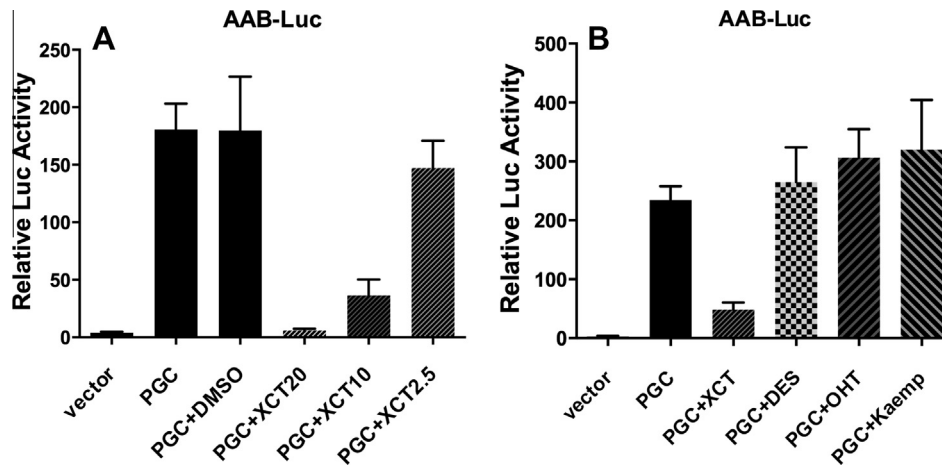 AAB-Luc
A
Relative Luc Activity
250
200
150
100
50
0
vector
PGC
PGC+DMSO
PGC+XCT20
PGC+XCT10
PGC+XCT2.5
AAB-Luc
B
Relative Luc Activity
500
400
300
200
100
0
vector
PGC
PGC+XCT
PGC+DES
PGC+OHT
PGC+Kaemp